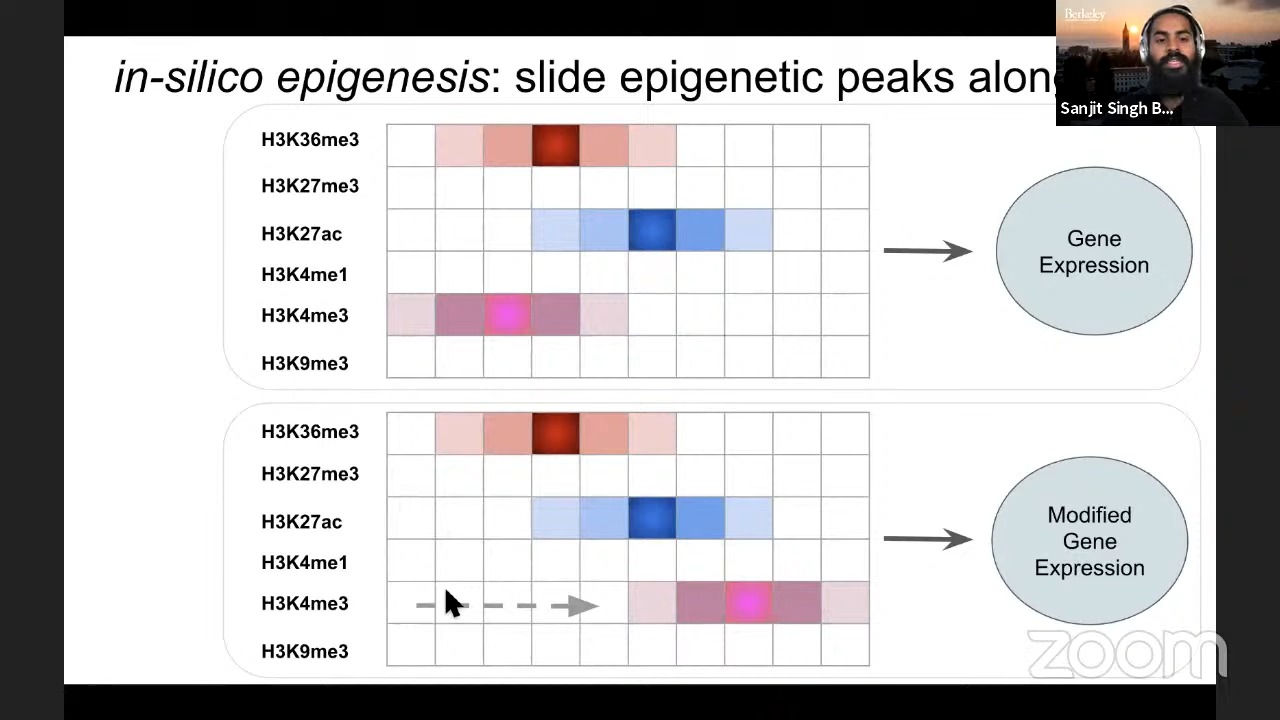 Berkeley
Sanjit Singh B...
in-silico epigenesis: slide epigenetic peaks along
H3K36me3
H3K27me3
H3K27ac
H3K4me1
H3K4me3
H3K9me3
Gene
Expression
H3K36me3
H3K27me3
H3K27ac
H3K4me1
H3K4me3
H3K9me3
Modified
Gene
Expression
zoom